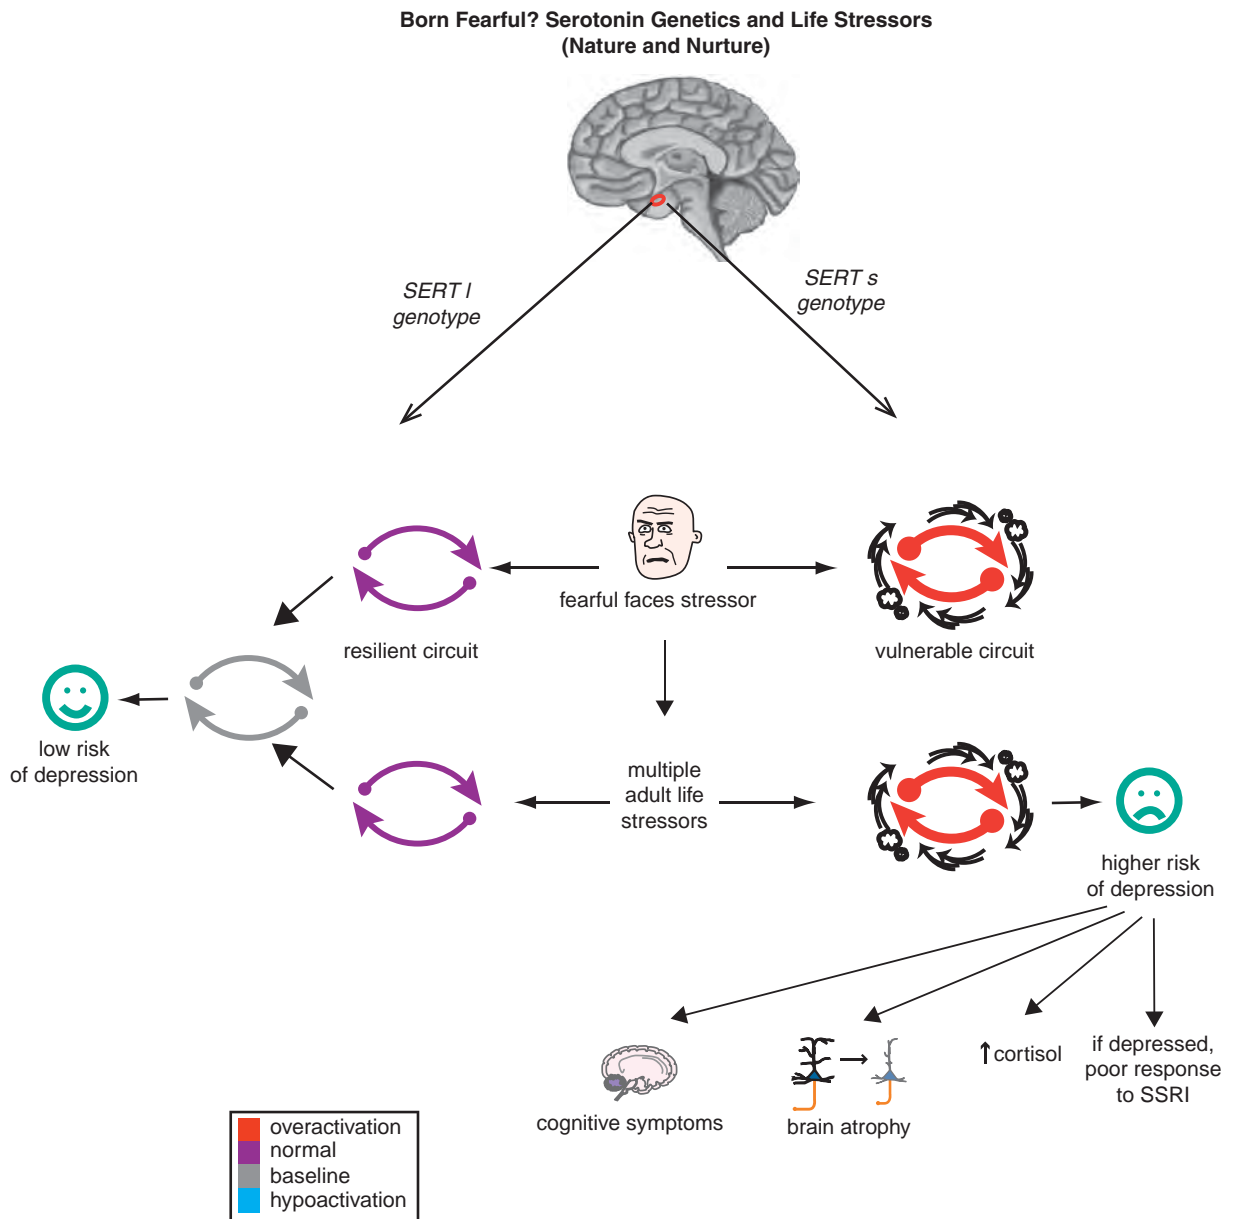 Born Fearful? Serotonin Genetics and Life Stressors
(Nature and Nurture)
SERT l
genotype
SERT s
genotype
fearful faces stressor
resilient circuit
vulnerable circuit
low risk
of depression
multiple
adult life
stressors
higher risk
of depression
cognitive symptoms
brain atrophy
↑cortisol
if depressed,
poor response
to SSRI
overactivation
normal
baseline
hypoactivation